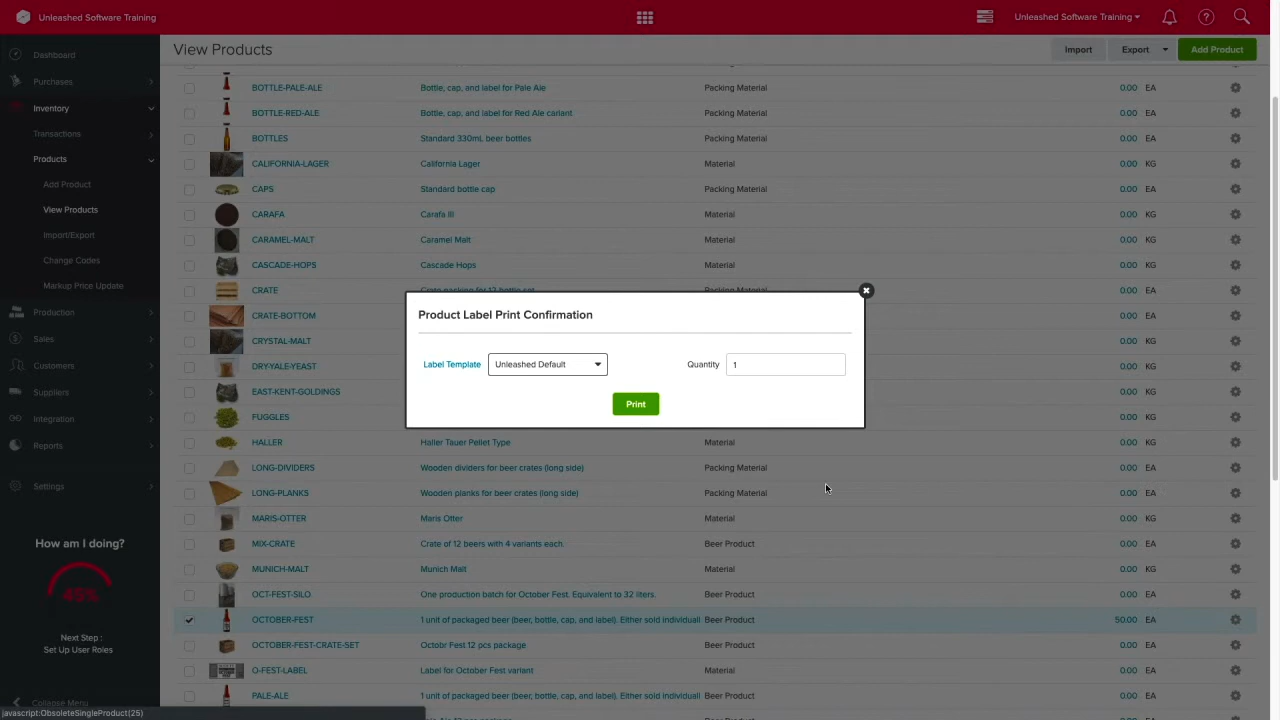 Unleashed Software Training
Unleashed Software Training
View Products
Import
Export
Add Product
Dashboard
Purchases
Inventory
Transactions
Products
Add Product
View Products
Import/Export
Change Codes
Markup Price Update
Production
Sales
Customers
Suppliers
Integration
Reports
Settings
How am I doing?
45%
Next Step :
Set Up User Roles
Collapse Menu
javascript:ObsoleteSingleProduct(25)
BOTTLE-PALE-ALE Bottle, cap, and label for Pale Ale Packing Material 0.00 EA
BOTTLE-RED-ALE Bottle, cap, and label for Red Ale cariant Packing Material 0.00 EA
BOTTLES Standard 330mL beer bottles Packing Material 0.00 EA
CALIFORNIA-LAGER California Lager Material 0.00 KG
CAPS Standard bottle cap Packing Material 0.00 EA
CARAFA Carafa III Material 0.00 KG
CARAMEL-MALT Caramel Malt Material 0.00 KG
CASCADE-HOPS Cascade Hops Material 0.00 KG
CRATE Crate packing for 12 bottle set Packing Material 0.00 EA
CRATE-BOTTOM 0.00 EA
CRYSTAL-MALT 0.00 KG
DRY-YALE-YEAST 0.00 EA
EAST-KENT-GOLDINGS 0.00 KG
FUGGLES 0.00 KG
Product Label Print Confirmation
Label Template Unleashed Default Quantity 1
Print
HALLER Haller Tauer Pellet Type Material 0.00 KG
LONG-DIVIDERS Wooden dividers for beer crates (long side) Packing Material 0.00 EA
LONG-PLANKS Wooden planks for beer crates (long side) Packing Material 0.00 EA
MARIS-OTTER Maris Otter Material 0.00 KG
MIX-CRATE Crate of 12 beers with 4 variants each. Beer Product 0.00 EA
MUNICH-MALT Munich Malt Material 0.00 KG
OCT-FEST-SILO One production batch for October Fest. Equivalent to 32 liters. Beer Product 0.00 EA
OCTOBER-FEST 1 unit of packaged beer (beer, bottle, cap, and label). Either sold individuall Beer Product 50.00 EA
OCTOBER-FEST-CRATE-SET Octobr Fest 12 pcs package Beer Product 0.00 EA
O-FEST-LABEL Label for October Fest variant Material 0.00 EA
PALE-ALE 1 unit of packaged beer (beer, bottle, cap, and label). Either sold individuall Beer Product 0.00 EA